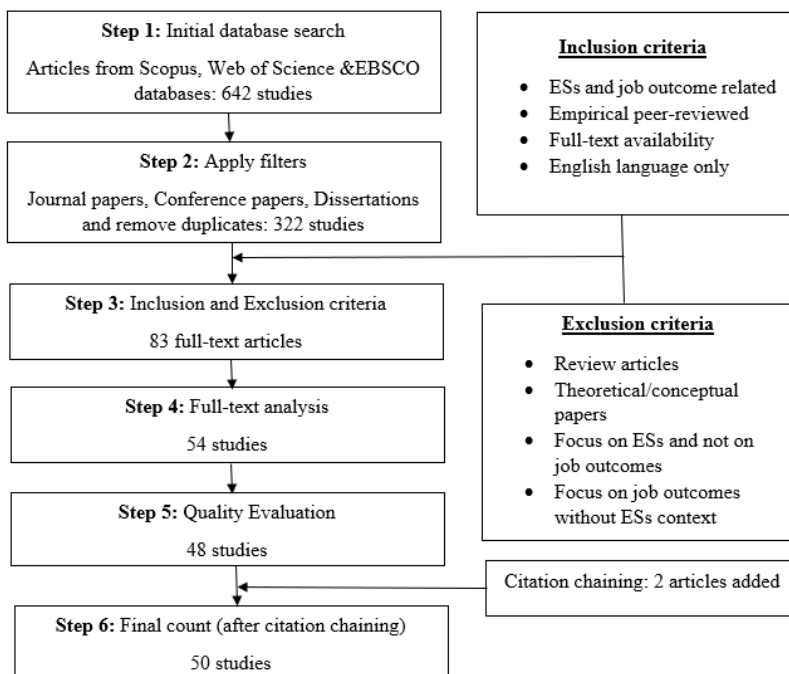 Step 1: Initial database search
Articles from Scopus, Web of Science &EBSCO
databases: 642 studies
Step 2: Apply filters
Journal papers, Conference papers, Dissertations
and remove duplicates: 322 studies
Inclusion criteria
• ESs and job outcome related
• Empirical peer-reviewed
• Full-text availability
• English language only
Step 3: Inclusion and Exclusion criteria
83 full-text articles
Step 4: Full-text analysis
54 studies
Exclusion criteria
• Review articles
• Theoretical/conceptual
papers
• Focus on ESs and not on
job outcomes
• Focus on job outcomes
without ESs context
Step 5: Quality Evaluation
48 studies
Citation chaining: 2 articles added
Step 6: Final count (after citation chaining)
50 studies